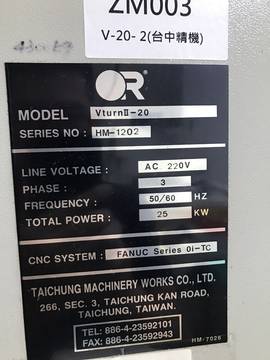 ZM003
V-20-2(台中精機)
MODEL VturnⅡ-20
SERIES NO: HM-1202
LINE VOLTAGE: AC 220V
PHASE: 3
FREQUENCY: 50/60 HZ
TOTAL POWER: 25 KW
CNC SYSTEM: FANUC Series 0i-TC
TAICHUNG MACHINERY WORKS CO., LTD.
266, SEC. 3, TAICHUNG KAN ROAD,
TAICHUNG, TAIWAN.
TEL: 886-4-23592101
FAX: 886-4-23592943
HM-7026